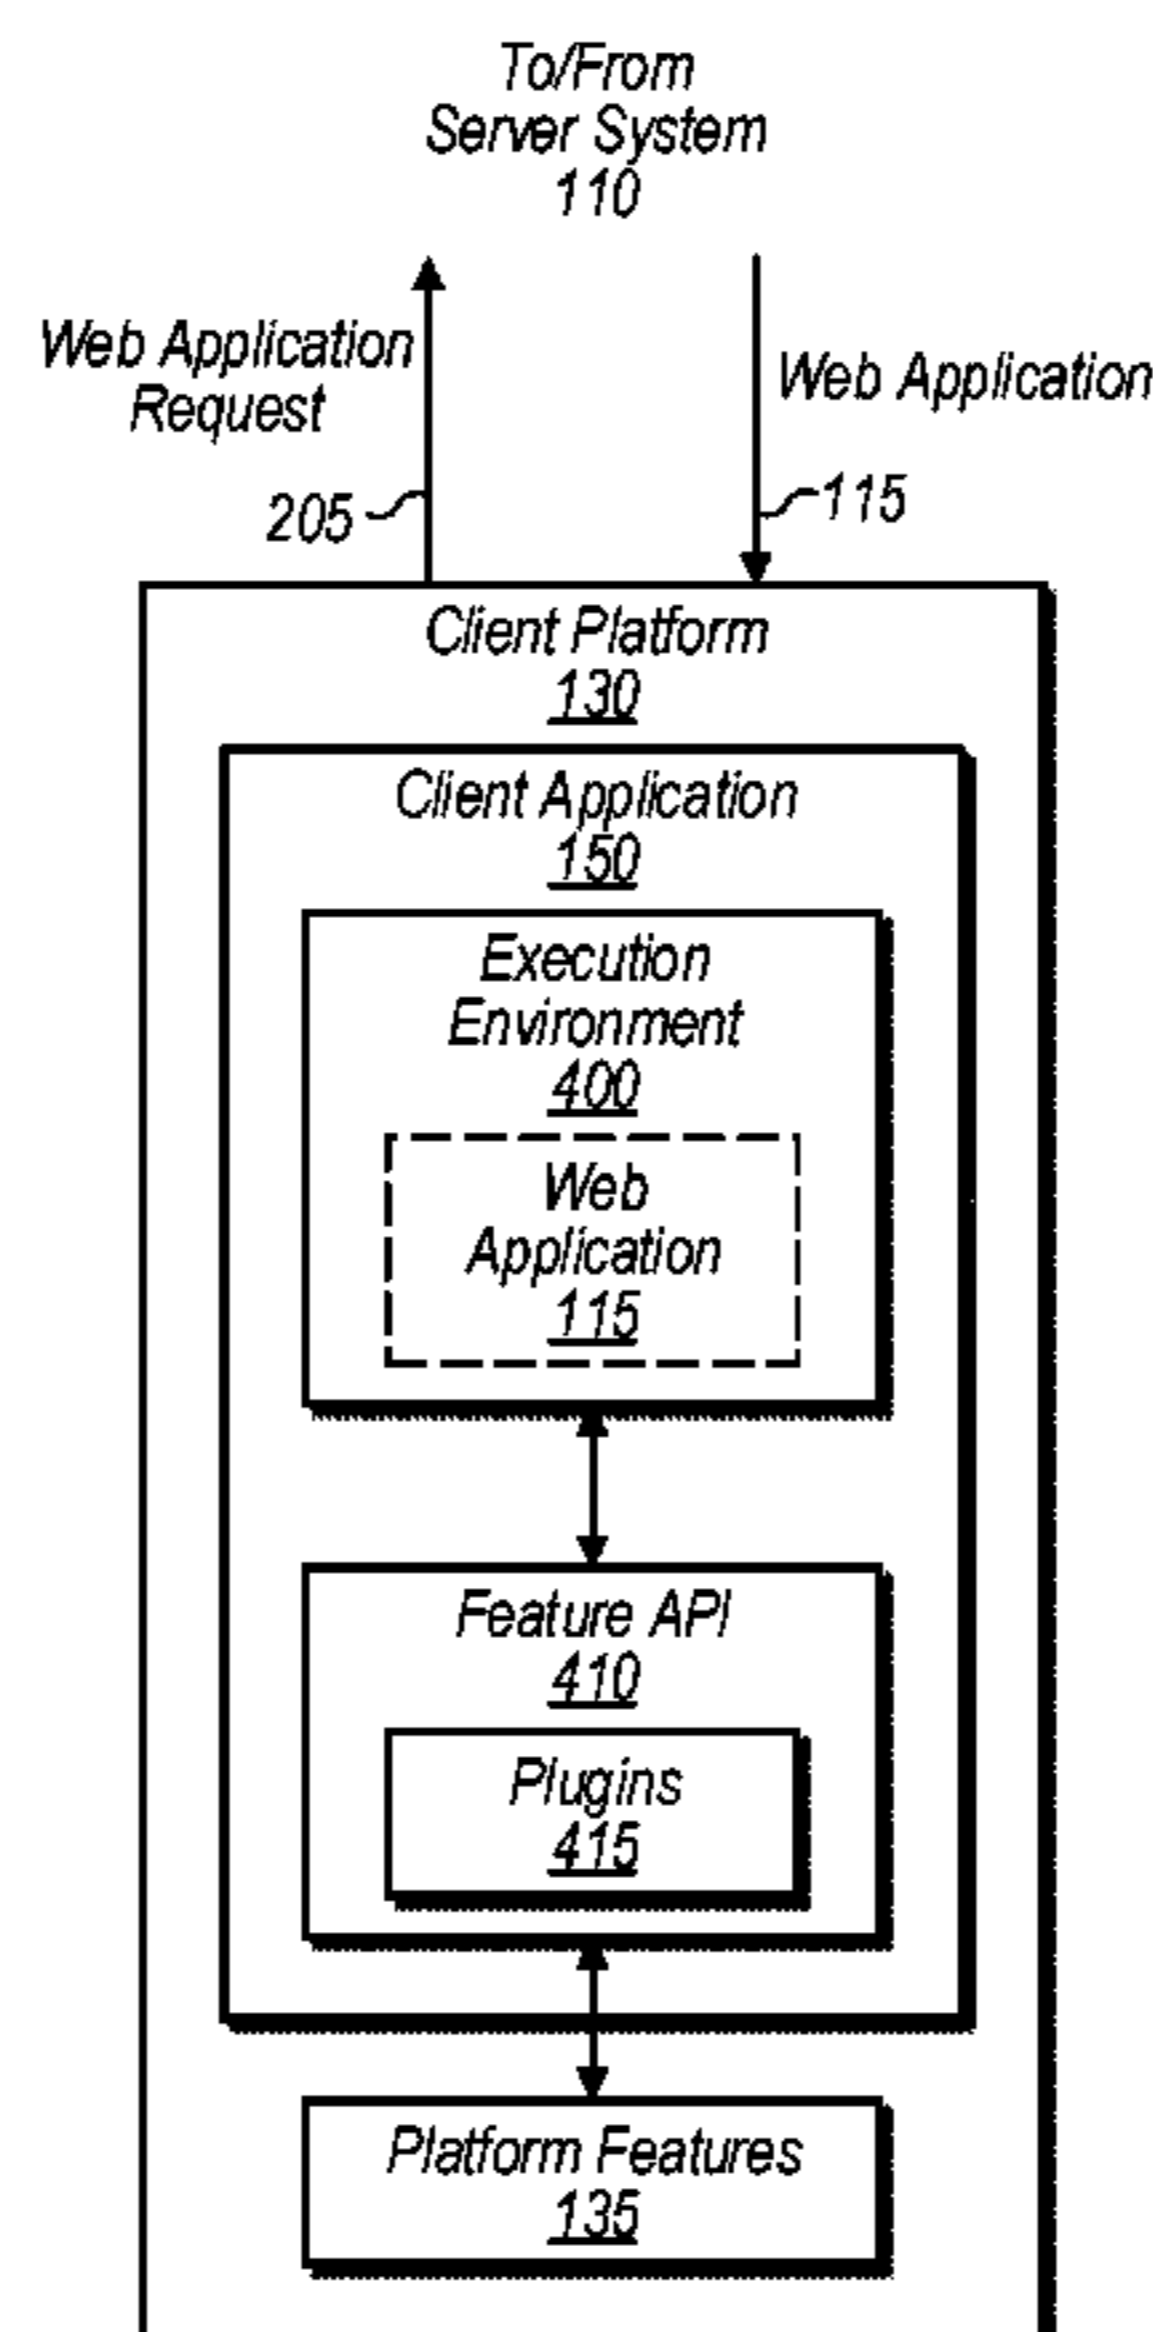 To/From
Server System
110
Web Application
Request
Web Application
205
115
Client Platform
130
Client Application
150
Execution
Environment
400
Web
Application
115
Feature API
410
Plugins
415
Platform Features
135